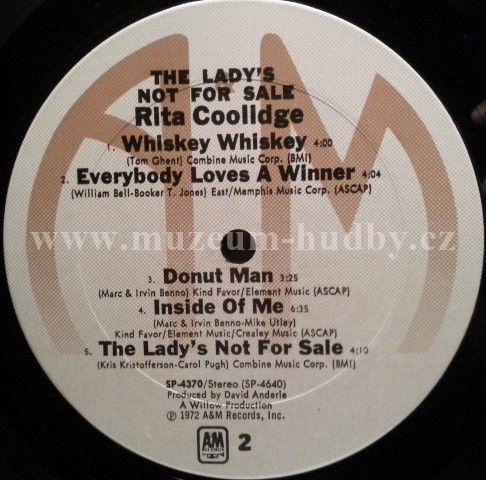 THE LADY'S
NOT FOR SALE
Rita Coolidge
1. Whiskey Whiskey 4:00
(Tom Ghent) Combine Music Corp. (BMI)
2. Everybody Loves A Winner 4:04
(William Bell-Booker T. Jones) East/Memphis Music Corp. (ASCAP)
www.muzeum-hudby.cz
3. Donut Man 3:25
(Marc & Irvin Benno) Kind Favor/Element Music (ASCAP)
4. Inside Of Me 6:35
(Marc & Irvin Benno-Mike Utley)
Kind Favor/Element Music/Crealey Music (ASCAP)
5. The Lady's Not For Sale 4:10
(Kris Kristofferson-Carol Pugh) Combine Music Corp. (BMI)
SP-4370/Stereo (SP-4640)
Produced by David Anderle
A Willow Production
℗ 1972 A&M Records, Inc.
A&M
RECORDS
2